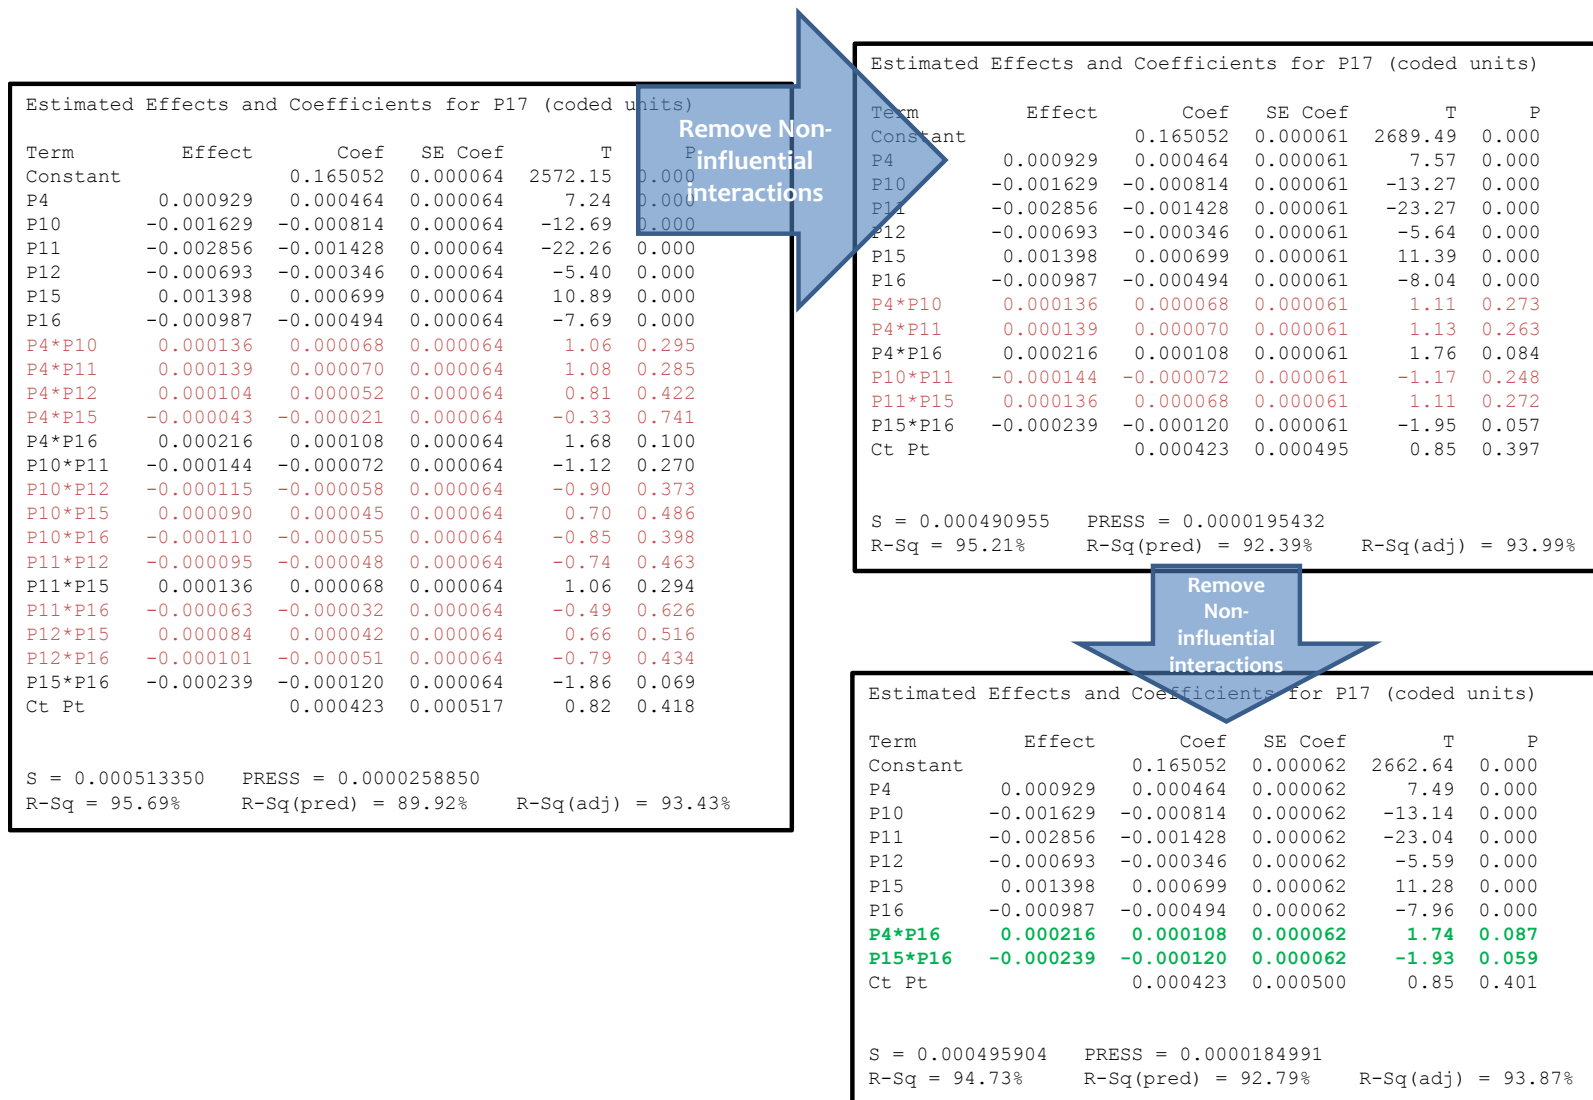 Estimated Effects and Coefficients for P17 (coded units)
Term Effect Coef SE Coef T P
Constant 0.165052 0.000064 2572.15 0.000
P4 0.000929 0.000464 0.000064 7.24 0.000
P10 -0.001629 -0.000814 0.000064 -12.69 0.000
P11 -0.002856 -0.001428 0.000064 -22.26 0.000
P12 -0.000693 -0.000346 0.000064 -5.40 0.000
P15 0.001398 0.000699 0.000064 10.89 0.000
P16 -0.000987 -0.000494 0.000064 -7.69 0.000
P4*P10 0.000136 0.000068 0.000064 1.06 0.295
P4*P11 0.000139 0.000070 0.000064 1.08 0.285
P4*P12 0.000104 0.000052 0.000064 0.81 0.422
P4*P15 -0.000043 -0.000021 0.000064 -0.33 0.741
P4*P16 0.000216 0.000108 0.000064 1.68 0.100
P10*P11 -0.000144 -0.000072 0.000064 -1.12 0.270
P10*P12 -0.000115 -0.000058 0.000064 -0.90 0.373
P10*P15 0.000090 0.000045 0.000064 0.70 0.486
P10*P16 -0.000110 -0.000055 0.000064 -0.85 0.398
P11*P12 -0.000095 -0.000048 0.000064 -0.74 0.463
P11*P15 0.000136 0.000068 0.000064 1.06 0.294
P11*P16 -0.000063 -0.000032 0.000064 -0.49 0.626
P12*P15 0.000084 0.000042 0.000064 0.66 0.516
P12*P16 -0.000101 -0.000051 0.000064 -0.79 0.434
P15*P16 -0.000239 -0.000120 0.000064 -1.86 0.069
Ct Pt 0.000423 0.000517 0.82 0.418
S = 0.000513350 PRESS = 0.0000258850
R-Sq = 95.69% R-Sq(pred) = 89.92% R-Sq(adj) = 93.43%
Remove Non-
influential
interactions
Estimated Effects and Coefficients for P17 (coded units)
Term Effect Coef SE Coef T P
Constant 0.165052 0.000061 2689.49 0.000
P4 0.000929 0.000464 0.000061 7.57 0.000
P10 -0.001629 -0.000814 0.000061 -13.27 0.000
P11 -0.002856 -0.001428 0.000061 -23.27 0.000
P12 -0.000693 -0.000346 0.000061 -5.64 0.000
P15 0.001398 0.000699 0.000061 11.39 0.000
P16 -0.000987 -0.000494 0.000061 -8.04 0.000
P4*P10 0.000136 0.000068 0.000061 1.11 0.273
P4*P11 0.000139 0.000070 0.000061 1.13 0.263
P4*P16 0.000216 0.000108 0.000061 1.76 0.084
P10*P11 -0.000144 -0.000072 0.000061 -1.17 0.248
P11*P15 0.000136 0.000068 0.000061 1.11 0.272
P15*P16 -0.000239 -0.000120 0.000061 -1.95 0.057
Ct Pt 0.000423 0.000495 0.85 0.397
S = 0.000490955 PRESS = 0.0000195432
R-Sq = 95.21% R-Sq(pred) = 92.39% R-Sq(adj) = 93.99%
Remove
Non-
influential
interactions
Estimated Effects and Coefficients for P17 (coded units)
Term Effect Coef SE Coef T P
Constant 0.165052 0.000062 2662.64 0.000
P4 0.000929 0.000464 0.000062 7.49 0.000
P10 -0.001629 -0.000814 0.000062 -13.14 0.000
P11 -0.002856 -0.001428 0.000062 -23.04 0.000
P12 -0.000693 -0.000346 0.000062 -5.59 0.000
P15 0.001398 0.000699 0.000062 11.28 0.000
P16 -0.000987 -0.000494 0.000062 -7.96 0.000
P4*P16 0.000216 0.000108 0.000062 1.74 0.087
P15*P16 -0.000239 -0.000120 0.000062 -1.93 0.059
Ct Pt 0.000423 0.000500 0.85 0.401
S = 0.000495904 PRESS = 0.0000184991
R-Sq = 94.73% R-Sq(pred) = 92.79% R-Sq(adj) = 93.87%